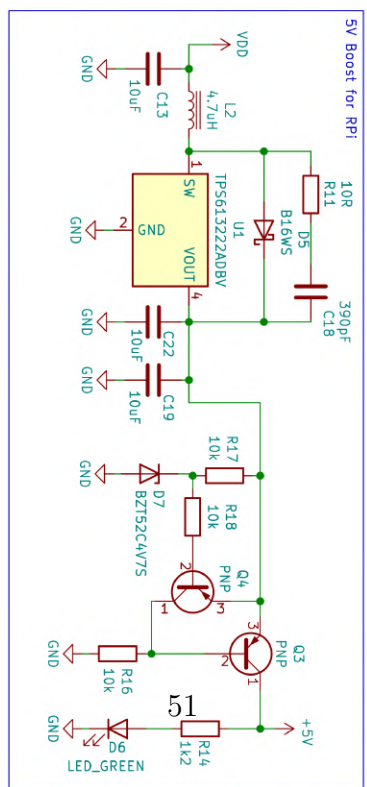 5V Boost for RPi
VDD
GND
C13
10uF
L2
4.7uH
1
SW
TPS613222ADBV
U1
GND
2
GND
VOUT
4
10R
R11
D5
B16WS
390pF
C18
C22
10uF
GND
C19
10uF
GND
R17
10k
D7
BZT52C4V7S
GND
R18
10k
Q4
PNP
2
1
3
Q3
PNP
3
2
1
R16
10k
GND
51
+5V
R14
1k2
D6
LED_GREEN
GND